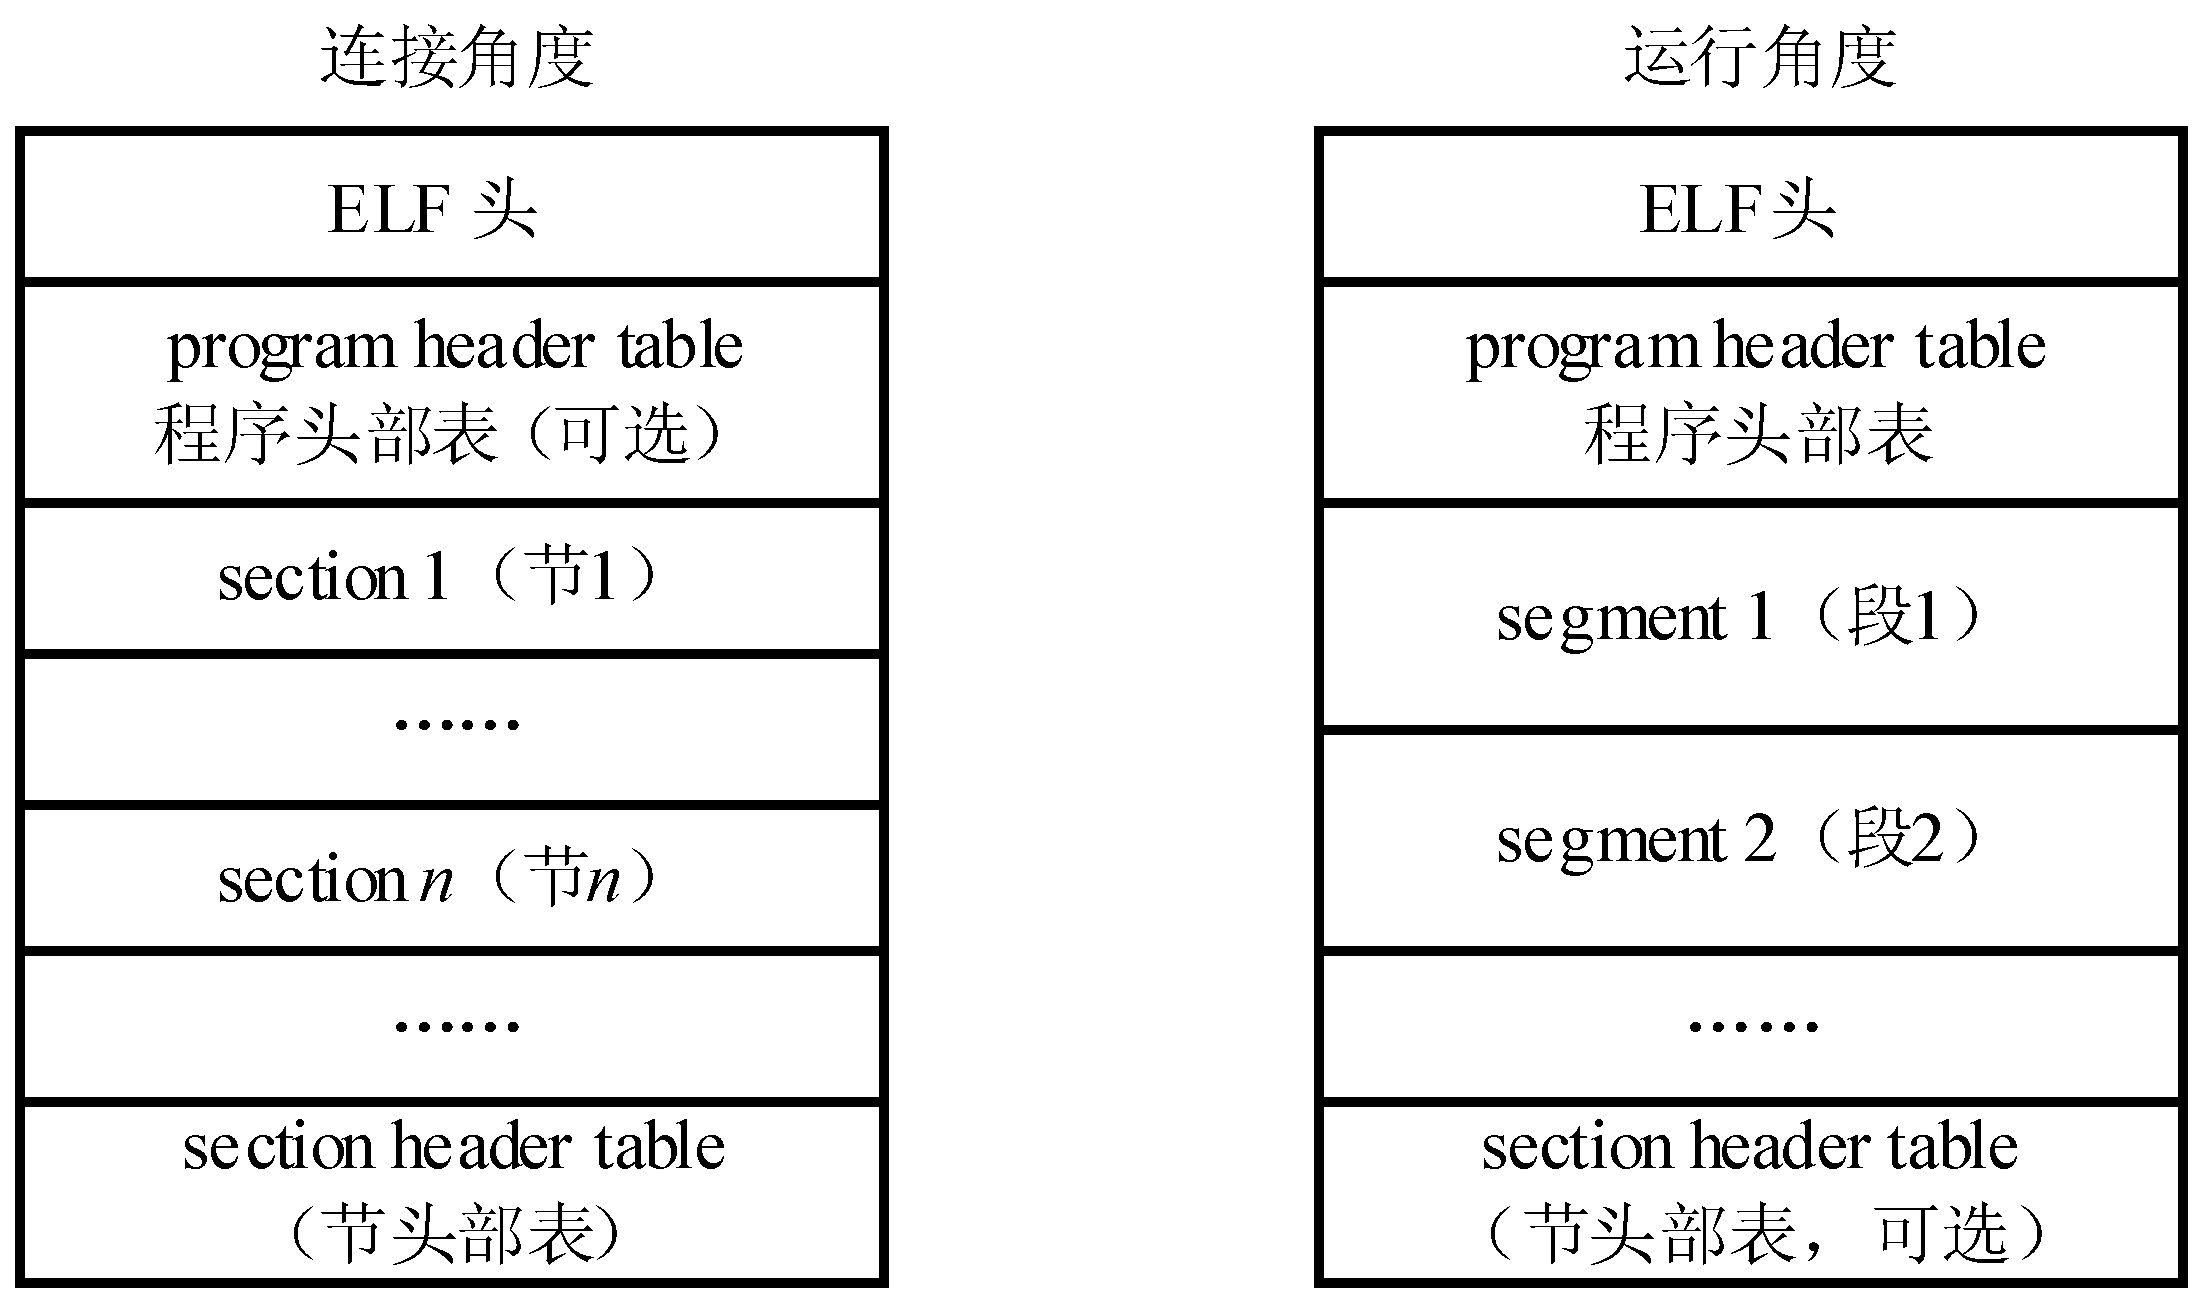 连接角度
ELF 头
program header table
程序头部表（可选）
section 1（节1）
……
section n（节n）
……
section header table
（节头部表）
运行角度
ELF头
program header table
程序头部表
segment 1（段1）
segment 2（段2）
……
section header table
（节头部表，可选）